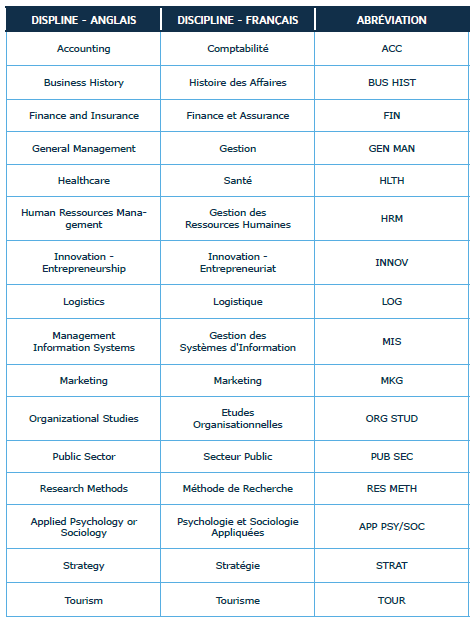 DISPLINE – ANGLAIS DISCIPLINE – FRANÇAIS ABRÉVIATION
Accounting Comptabilité ACC
Business History Histoire des Affaires BUS HIST
Finance and Insurance Finance et Assurance FIN
General Management Gestion GEN MAN
Healthcare Santé HLTH
Human Ressources Mana-
gement
Gestion des
Ressources Humaines
HRM
Innovation -
Entrepreneurship
Innovation -
Entrepreneuriat
INNOV
Logistics Logistique LOG
Management
Information Systems
Gestion des
Systèmes d'Information
MIS
Marketing Marketing MKG
Organizational Studies
Etudes
Organisationnelles
ORG STUD
Public Sector Secteur Public PUB SEC
Research Methods Méthode de Recherche RES METH
Applied Psychology or
Sociology
Psychologie et Sociologie
Appliquées
APP PSY/SOC
Strategy Stratégie STRAT
Tourism Tourisme TOUR